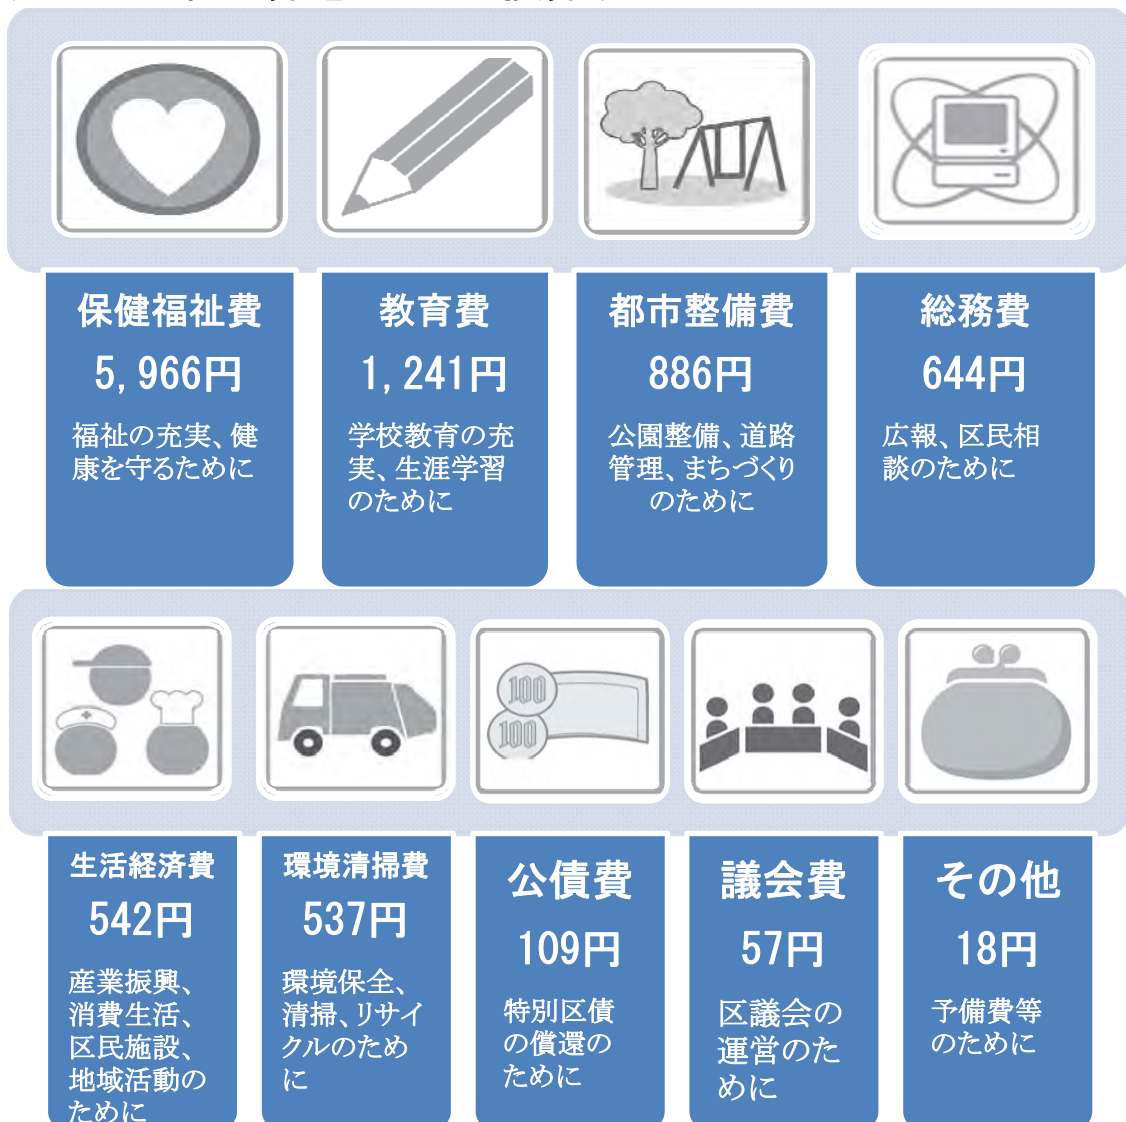 保健福祉費
5,966円
福祉の充実、健
康を守るために
教育費
1,241円
学校教育の充
実、生涯学習
のために
都市整備費
886円
公園整備、道路
管理、まちづくり
のために
総務費
644円
広報、区民相
談のために
100
100
生活経済費
542円
産業振興、
消費生活、
区民施設、
地域活動の
ために
環境清掃費
537円
環境保全、
清掃、リサイ
クルのため
に
公債費
109円
特別区債
の償還の
ために
議会費
57円
区議会の
運営のた
めに
その他
18円
予備費等
のために